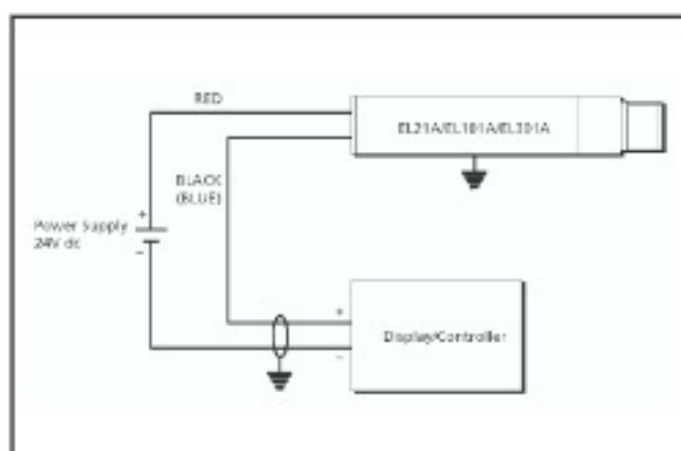 RED
EL21A/EL101A/EL301A
BLACK
(BLUE)
+
Power Supply
24V dc
−
+
Display/Controller
−